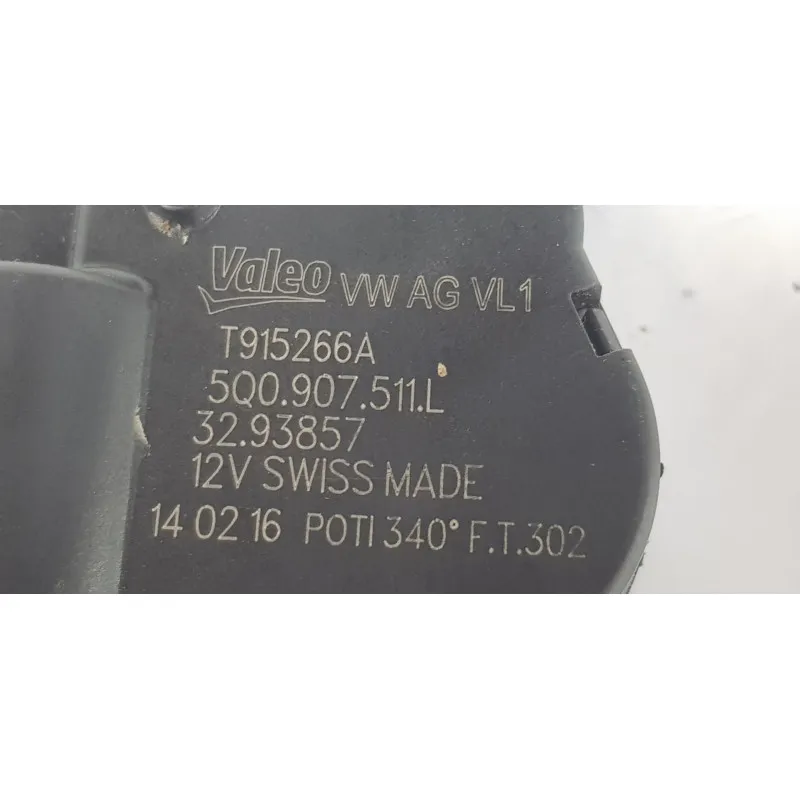 Valeo VW AG VL1
T915266A
5Q0.907.511.L
32.93857
12V SWISS MADE
14 02 16 POTI 340° F.T.302